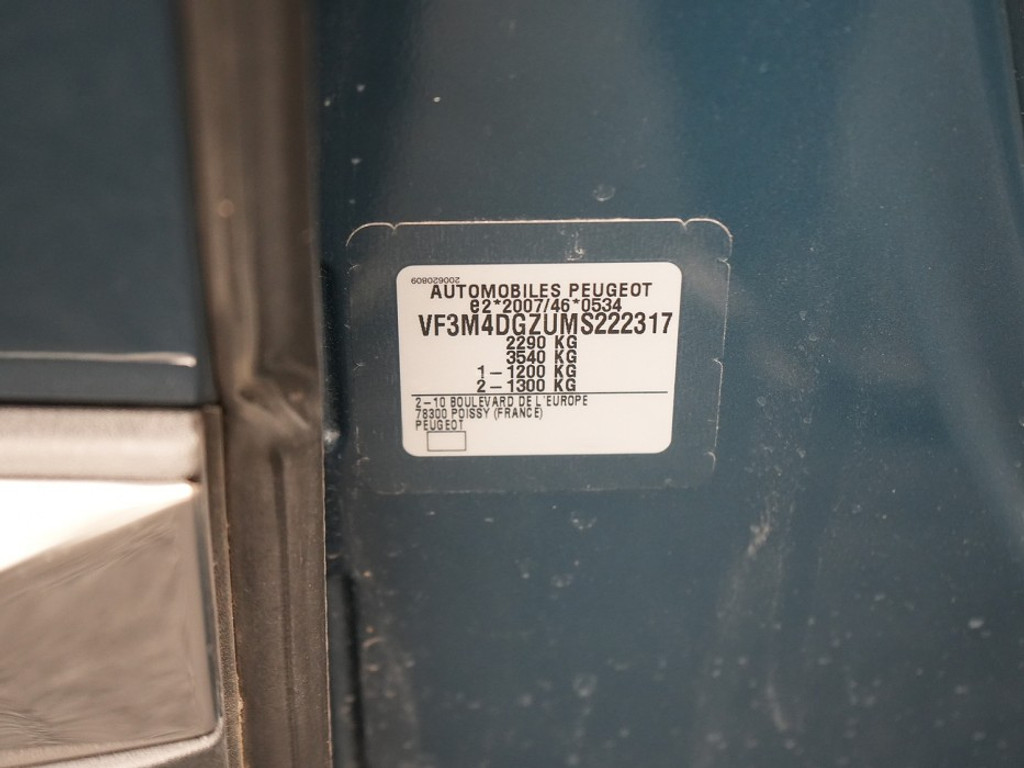 200620809
AUTOMOBILES PEUGEOT
e2*2007/46*0534
VF3M4DGZUMS222317
2290 KG
3540 KG
1-1200 KG
2-1300 KG
2-10 BOULEVARD DE L'EUROPE
78300 POISSY (FRANCE)
PEUGEOT